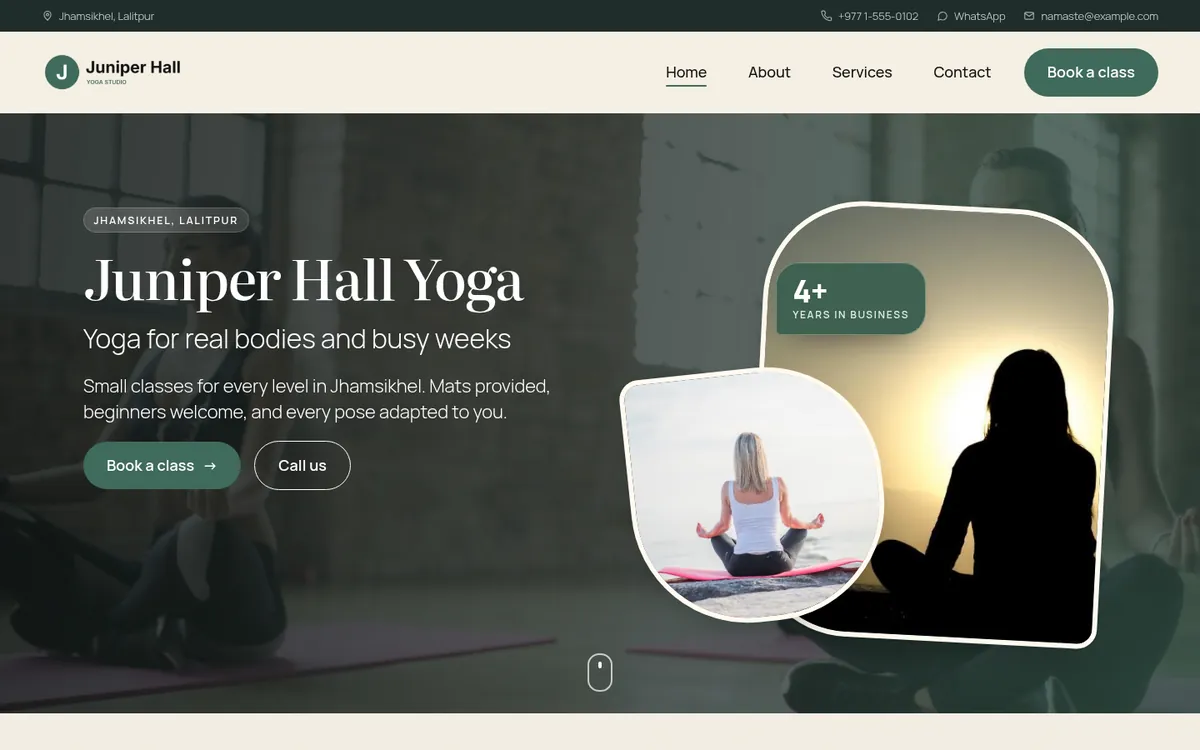 Jhamsikhel, Lalitpur
+977 1-555-0102
WhatsApp
namaste@example.com
J
Juniper Hall
YOGA STUDIO
Home
About
Services
Contact
Book a class
JHAMSIKHEL, LALITPUR
Juniper Hall Yoga
Yoga for real bodies and busy weeks
Small classes for every level in Jhamsikhel. Mats provided,
beginners welcome, and every pose adapted to you.
Book a class →
Call us
4+
YEARS IN BUSINESS